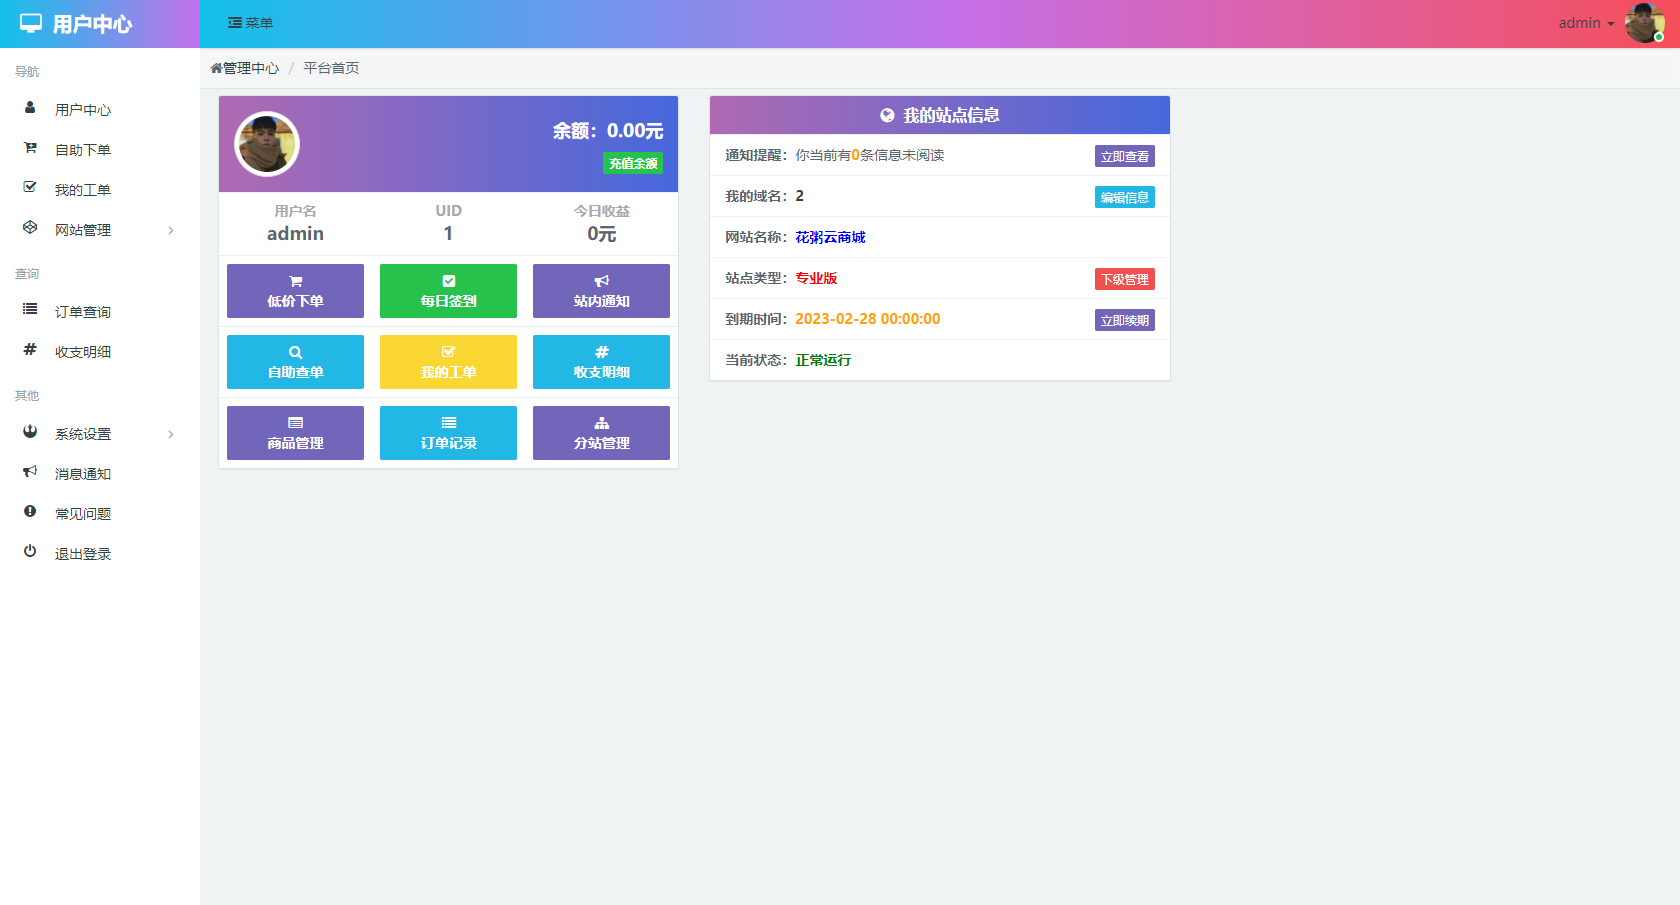 用户中心
菜单
admin
导航
用户中心
自助下单
我的工单
网站管理
查询
订单查询
收支明细
其他
系统设置
消息通知
常见问题
退出登录
管理中心 / 平台首页
余额：0.00元
充值余额
用户名 UID 今日收益
admin 1 0元
低价下单 每日签到 站内通知
自助查单 我的工单 收支明细
商品管理 订单记录 分站管理
我的站点信息
通知提醒：你当前有0条信息未阅读 立即查看
我的域名：2 编辑信息
网站名称：花粥云商城
站点类型：专业版 下级管理
到期时间：2023-02-28 00:00:00 立即续期
当前状态：正常运行